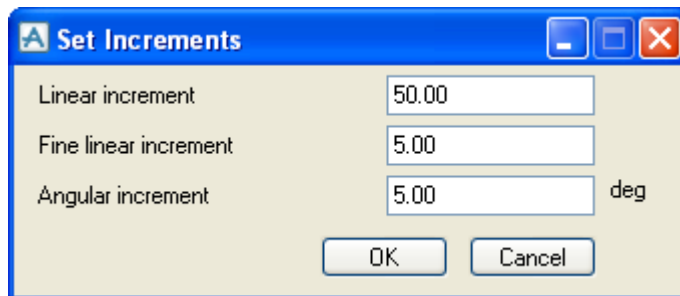 Set Increments
Linear increment 50.00
Fine linear increment 5.00
Angular increment 5.00 deg
OK Cancel